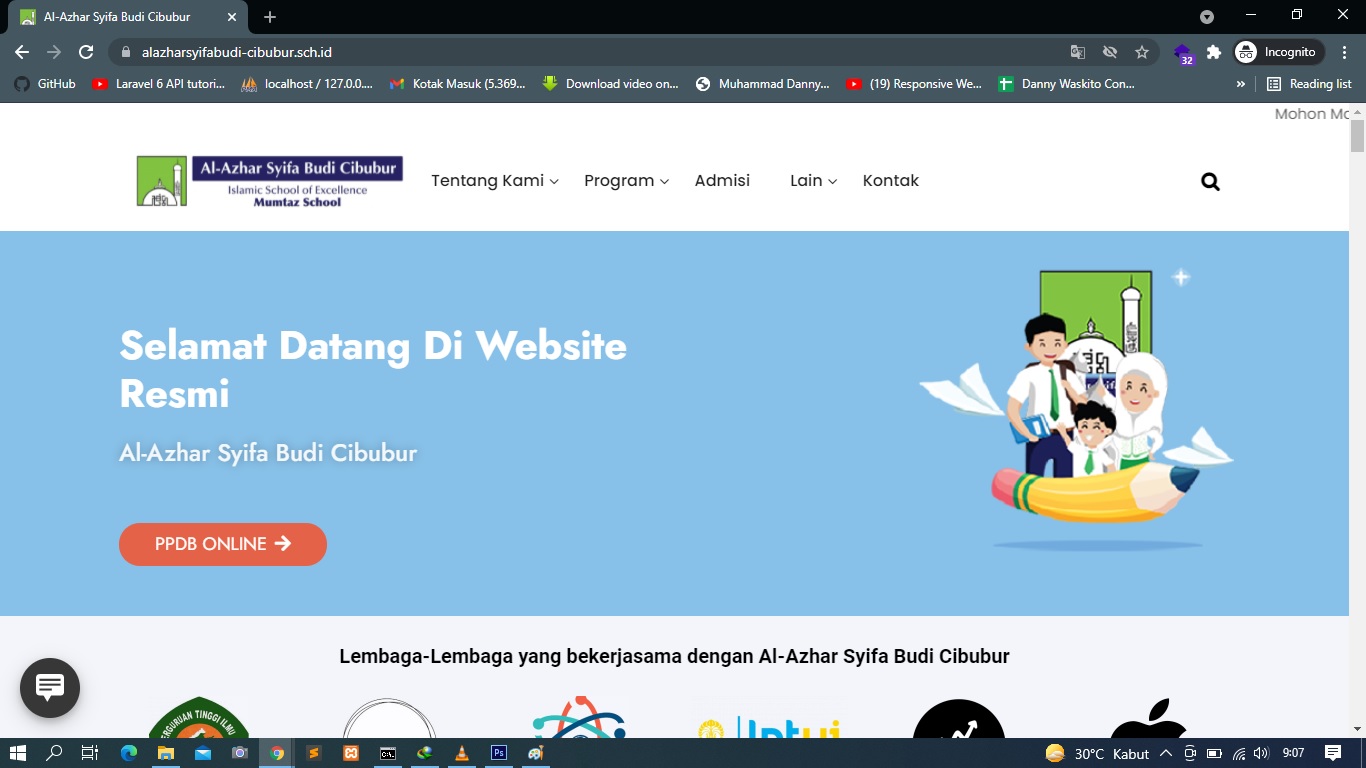 Al-Azhar Syifa Budi Cibubur
alazharsyifabudi-cibubur.sch.id
32
Incognito
GitHub
Laravel 6 API tutori...
localhost / 127.0.0....
Kotak Masuk (5.369...
Download video on...
Muhammad Danny...
(19) Responsive We...
Danny Waskito Con...
»
Reading list
Mohon Ma
Al-Azhar Syifa Budi Cibubur
Islamic School of Excellence
Mumtaz School
Tentang Kami
Program
Admisi
Lain
Kontak
Selamat Datang Di Website
Resmi
Al-Azhar Syifa Budi Cibubur
PPDB ONLINE
Lembaga-Lembaga yang bekerjasama dengan Al-Azhar Syifa Budi Cibubur
PERGURUAN TINGGI ILMU
30°C Kabut
9:07